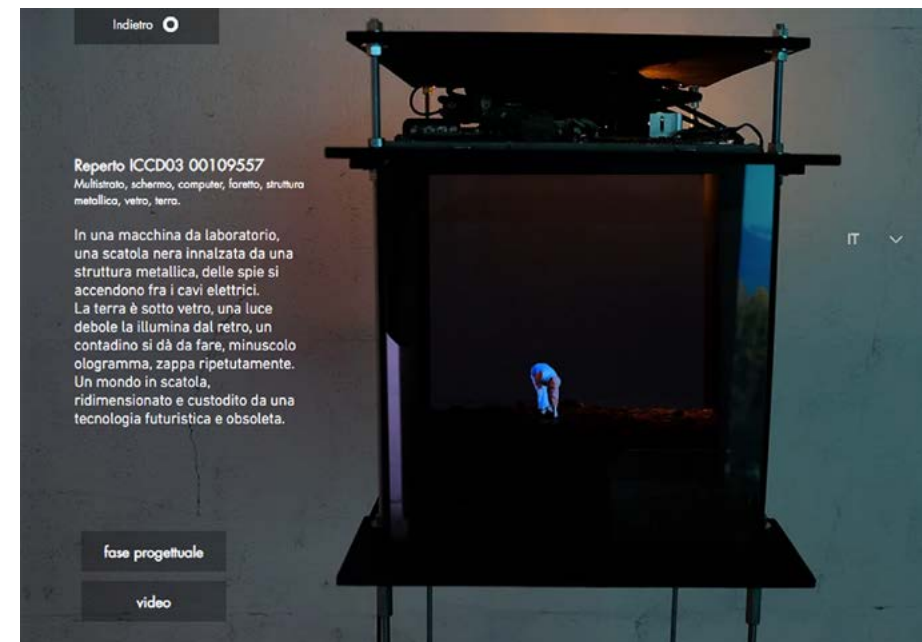 Indietro
Reperto ICCD03 00109557
Multistrato, schermo, computer, faretto, struttura
metallica, vetro, terra.
In una macchina da laboratorio,
una scatola nera innalzata da una
struttura metallica, delle spie si
accendono fra i cavi elettrici.
La terra è sotto vetro, una luce
debole la illumina dal retro, un
contadino si dà da fare, minuscolo
ologramma, zappa ripetutamente.
Un mondo in scatola,
ridimensionato e custodito da una
tecnologia futuristica e obsoleta.
IT
fase progettuale
video